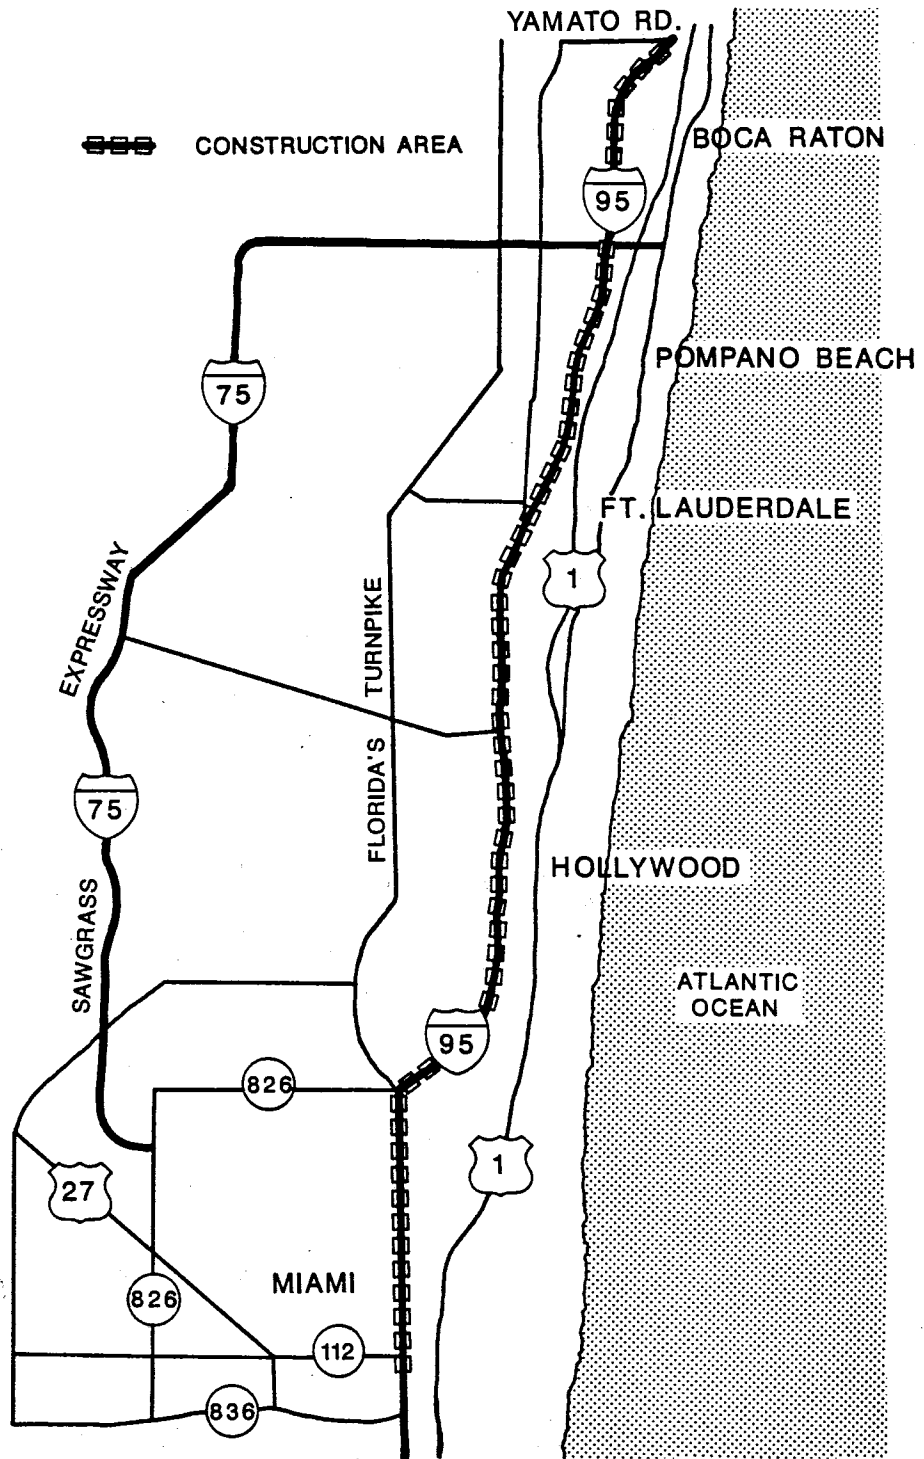 YAMATO RD.
CONSTRUCTION AREA
BOCA RATON
95
75
POMPANO BEACH
FT. LAUDERDALE
1
EXPRESSWAY
FLORIDA'S TURNPIKE
75
HOLLYWOOD
SAWGRASS
ATLANTIC
OCEAN
95
826
1
27
MIAMI
826
112
836